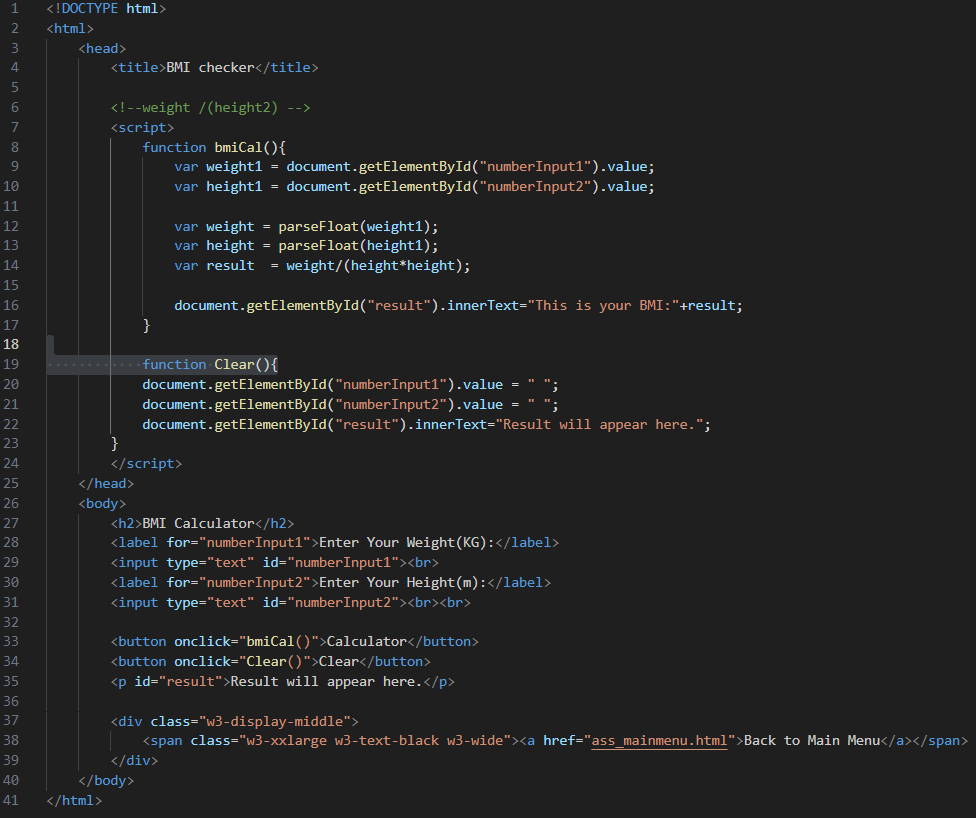 1 <!DOCTYPE html>
2 <html>
3 <head>
4 <title>BMI checker</title>
5
6 <!--weight /(height2) -->
7 <script>
8 function bmiCal(){
9 var weight1 = document.getElementById("numberInput1").value;
10 var height1 = document.getElementById("numberInput2").value;
11
12 var weight = parseFloat(weight1);
13 var height = parseFloat(height1);
14 var result  = weight/(height*height);
15
16 document.getElementById("result").innerText="This is your BMI:"+result;
17 }
18
19 function Clear(){
20 document.getElementById("numberInput1").value = " ";
21 document.getElementById("numberInput2").value = " ";
22 document.getElementById("result").innerText="Result will appear here.";
23 }
24 </script>
25 </head>
26 <body>
27 <h2>BMI Calculator</h2>
28 <label for="numberInput1">Enter Your Weight(KG):</label>
29 <input type="text" id="numberInput1"><br>
30 <label for="numberInput2">Enter Your Height(m):</label>
31 <input type="text" id="numberInput2"><br><br>
32
33 <button onclick="bmiCal()">Calculator</button>
34 <button onclick="Clear()">Clear</button>
35 <p id="result">Result will appear here.</p>
36
37 <div class="w3-display-middle">
38 <span class="w3-xxlarge w3-text-black w3-wide"><a href="ass_mainmenu.html">Back to Main Menu</a></span>
39 </div>
40 </body>
41 </html>